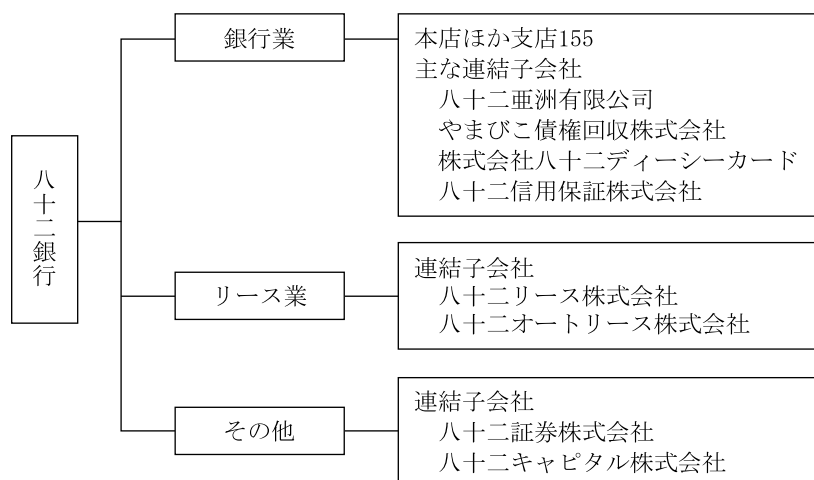 八十二銀行
銀行業
本店ほか支店155
主な連結子会社
八十二亜洲有限公司
やまびこ債権回収株式会社
株式会社八十二ディーシーカード
八十二信用保証株式会社
リース業
連結子会社
八十二リース株式会社
八十二オートリース株式会社
その他
連結子会社
八十二証券株式会社
八十二キャピタル株式会社